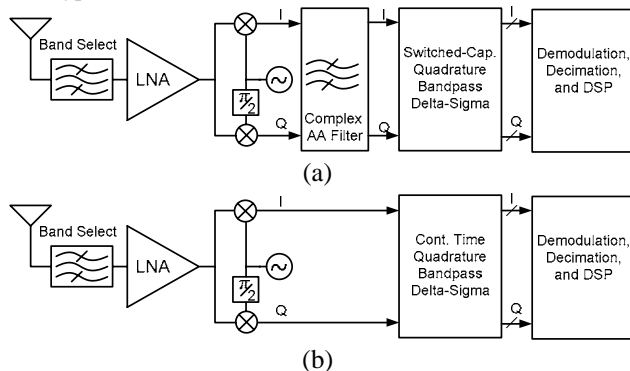 Band Select
LNA
π/2
I
Q
Complex
AA Filter
I
Q
Switched-Cap.
Quadrature
Bandpass
Delta-Sigma
I
Q
Demodulation,
Decimation,
and DSP
(a)
Band Select
LNA
π/2
I
Q
Cont. Time
Quadrature
Bandpass
Delta-Sigma
I
Q
Demodulation,
Decimation,
and DSP
(b)